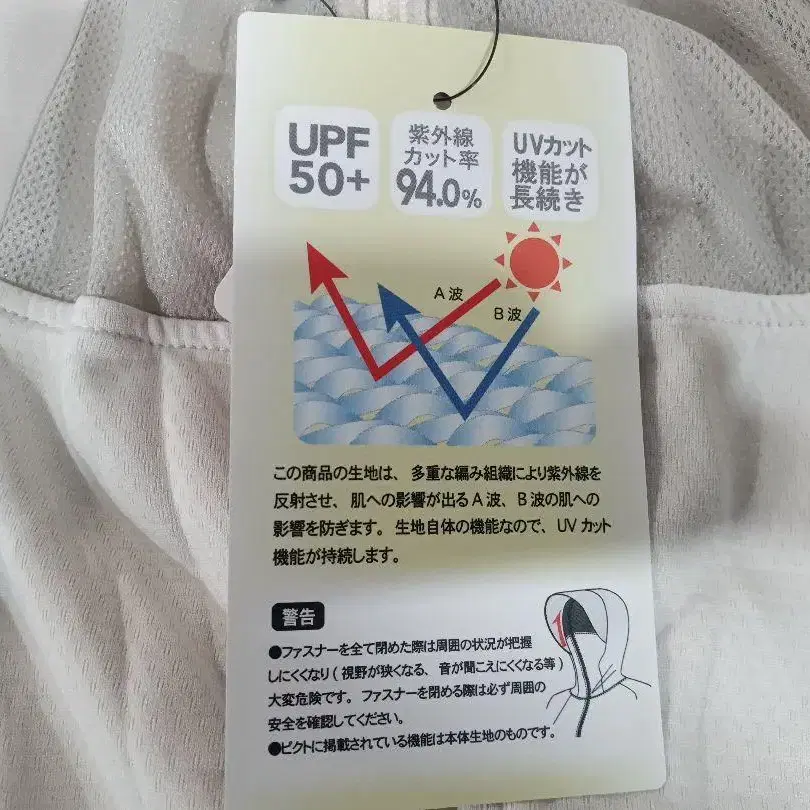 UPF
50+
紫外線
カット率
94.0%
UVカット
機能が
長続き
A波
B波
この商品の生地は、多重な編み組織により紫外線を
反射させ、肌への影響が出るA波、B波の肌への
影響を防ぎます。生地自体の機能なので、UVカット
機能が持続します。
警告
●ファスナーを全て閉めた際は周囲の状況が把握
しにくくなり(視野が狭くなる、音が聞こえにくくなる等)
大変危険です。ファスナーを閉める際は必ず周囲の
安全を確認してください。
●ピクトに掲載されている機能は本体生地のものです。